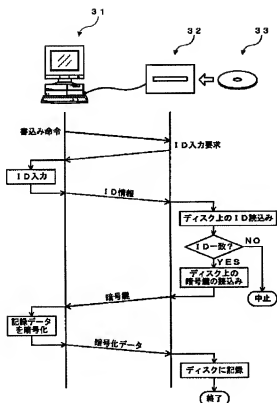 31
32
33
書込み命令
ID入力要求
ID入力
ID情報
ディスク上のID読込み
ID一致?
NO
YES
ディスク上の
暗号鍵の読込み
暗号鍵
中止
記録データ
を暗号化
暗号化データ
ディスクに記録
終了